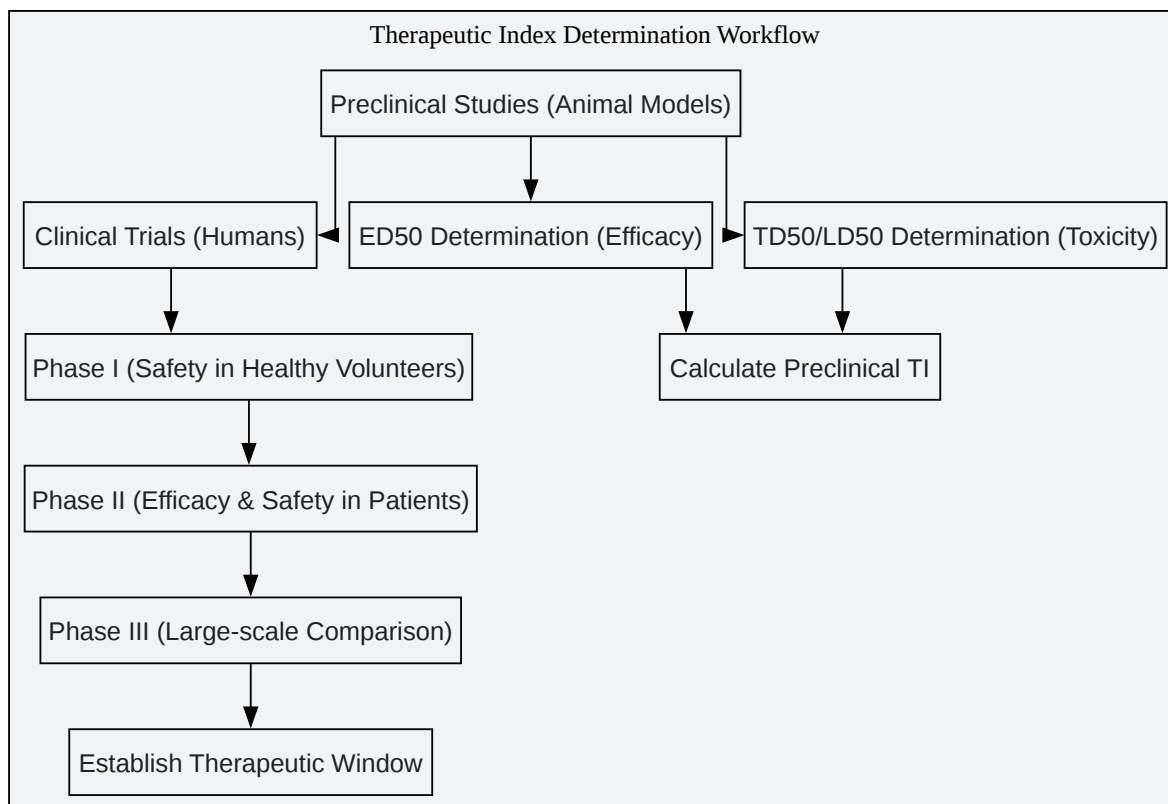 Therapeutic Index Determination Workflow
Preclinical Studies (Animal Models)
Clinical Trials (Humans)
ED50 Determination (Efficacy)
TD50/LD50 Determination (Toxicity)
Phase I (Safety in Healthy Volunteers)
Calculate Preclinical TI
Phase II (Efficacy & Safety in Patients)
Phase III (Large-scale Comparison)
Establish Therapeutic Window